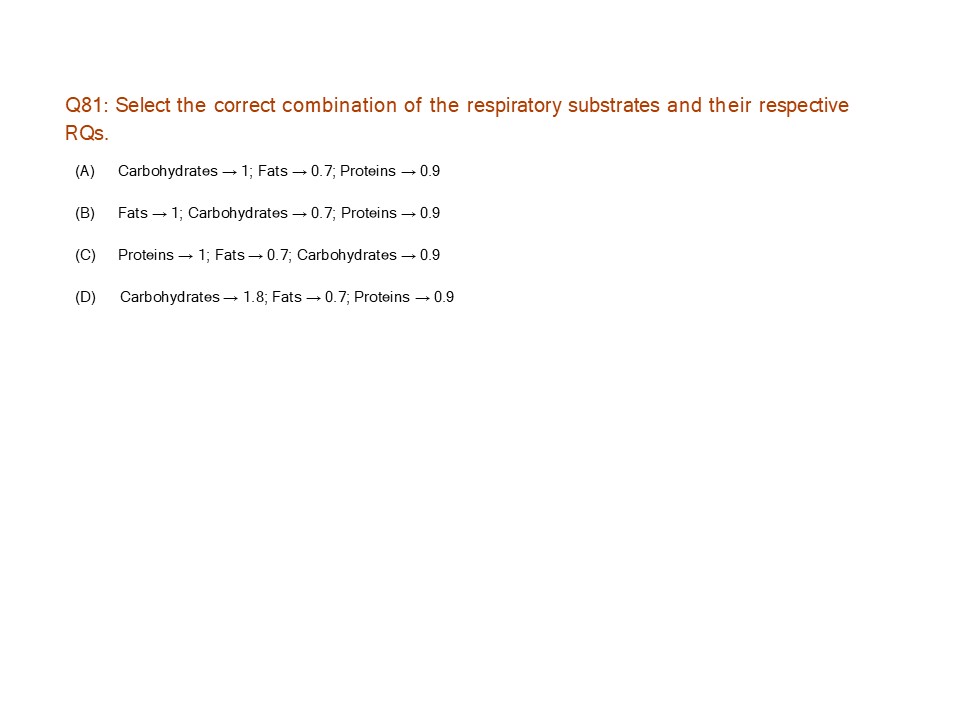 Q81: Select the correct combination of the respiratory substrates and their respective
RQs.
(A) Carbohydrates → 1; Fats → 0.7; Proteins → 0.9
(B) Fats → 1; Carbohydrates → 0.7; Proteins → 0.9
(C) Proteins → 1; Fats → 0.7; Carbohydrates → 0.9
(D) Carbohydrates → 1.8; Fats → 0.7; Proteins → 0.9